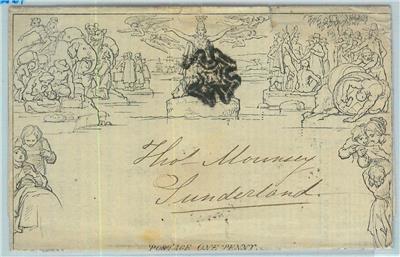 Thos Mounsey
Sunderland.
POSTAGE ONE PENNY.